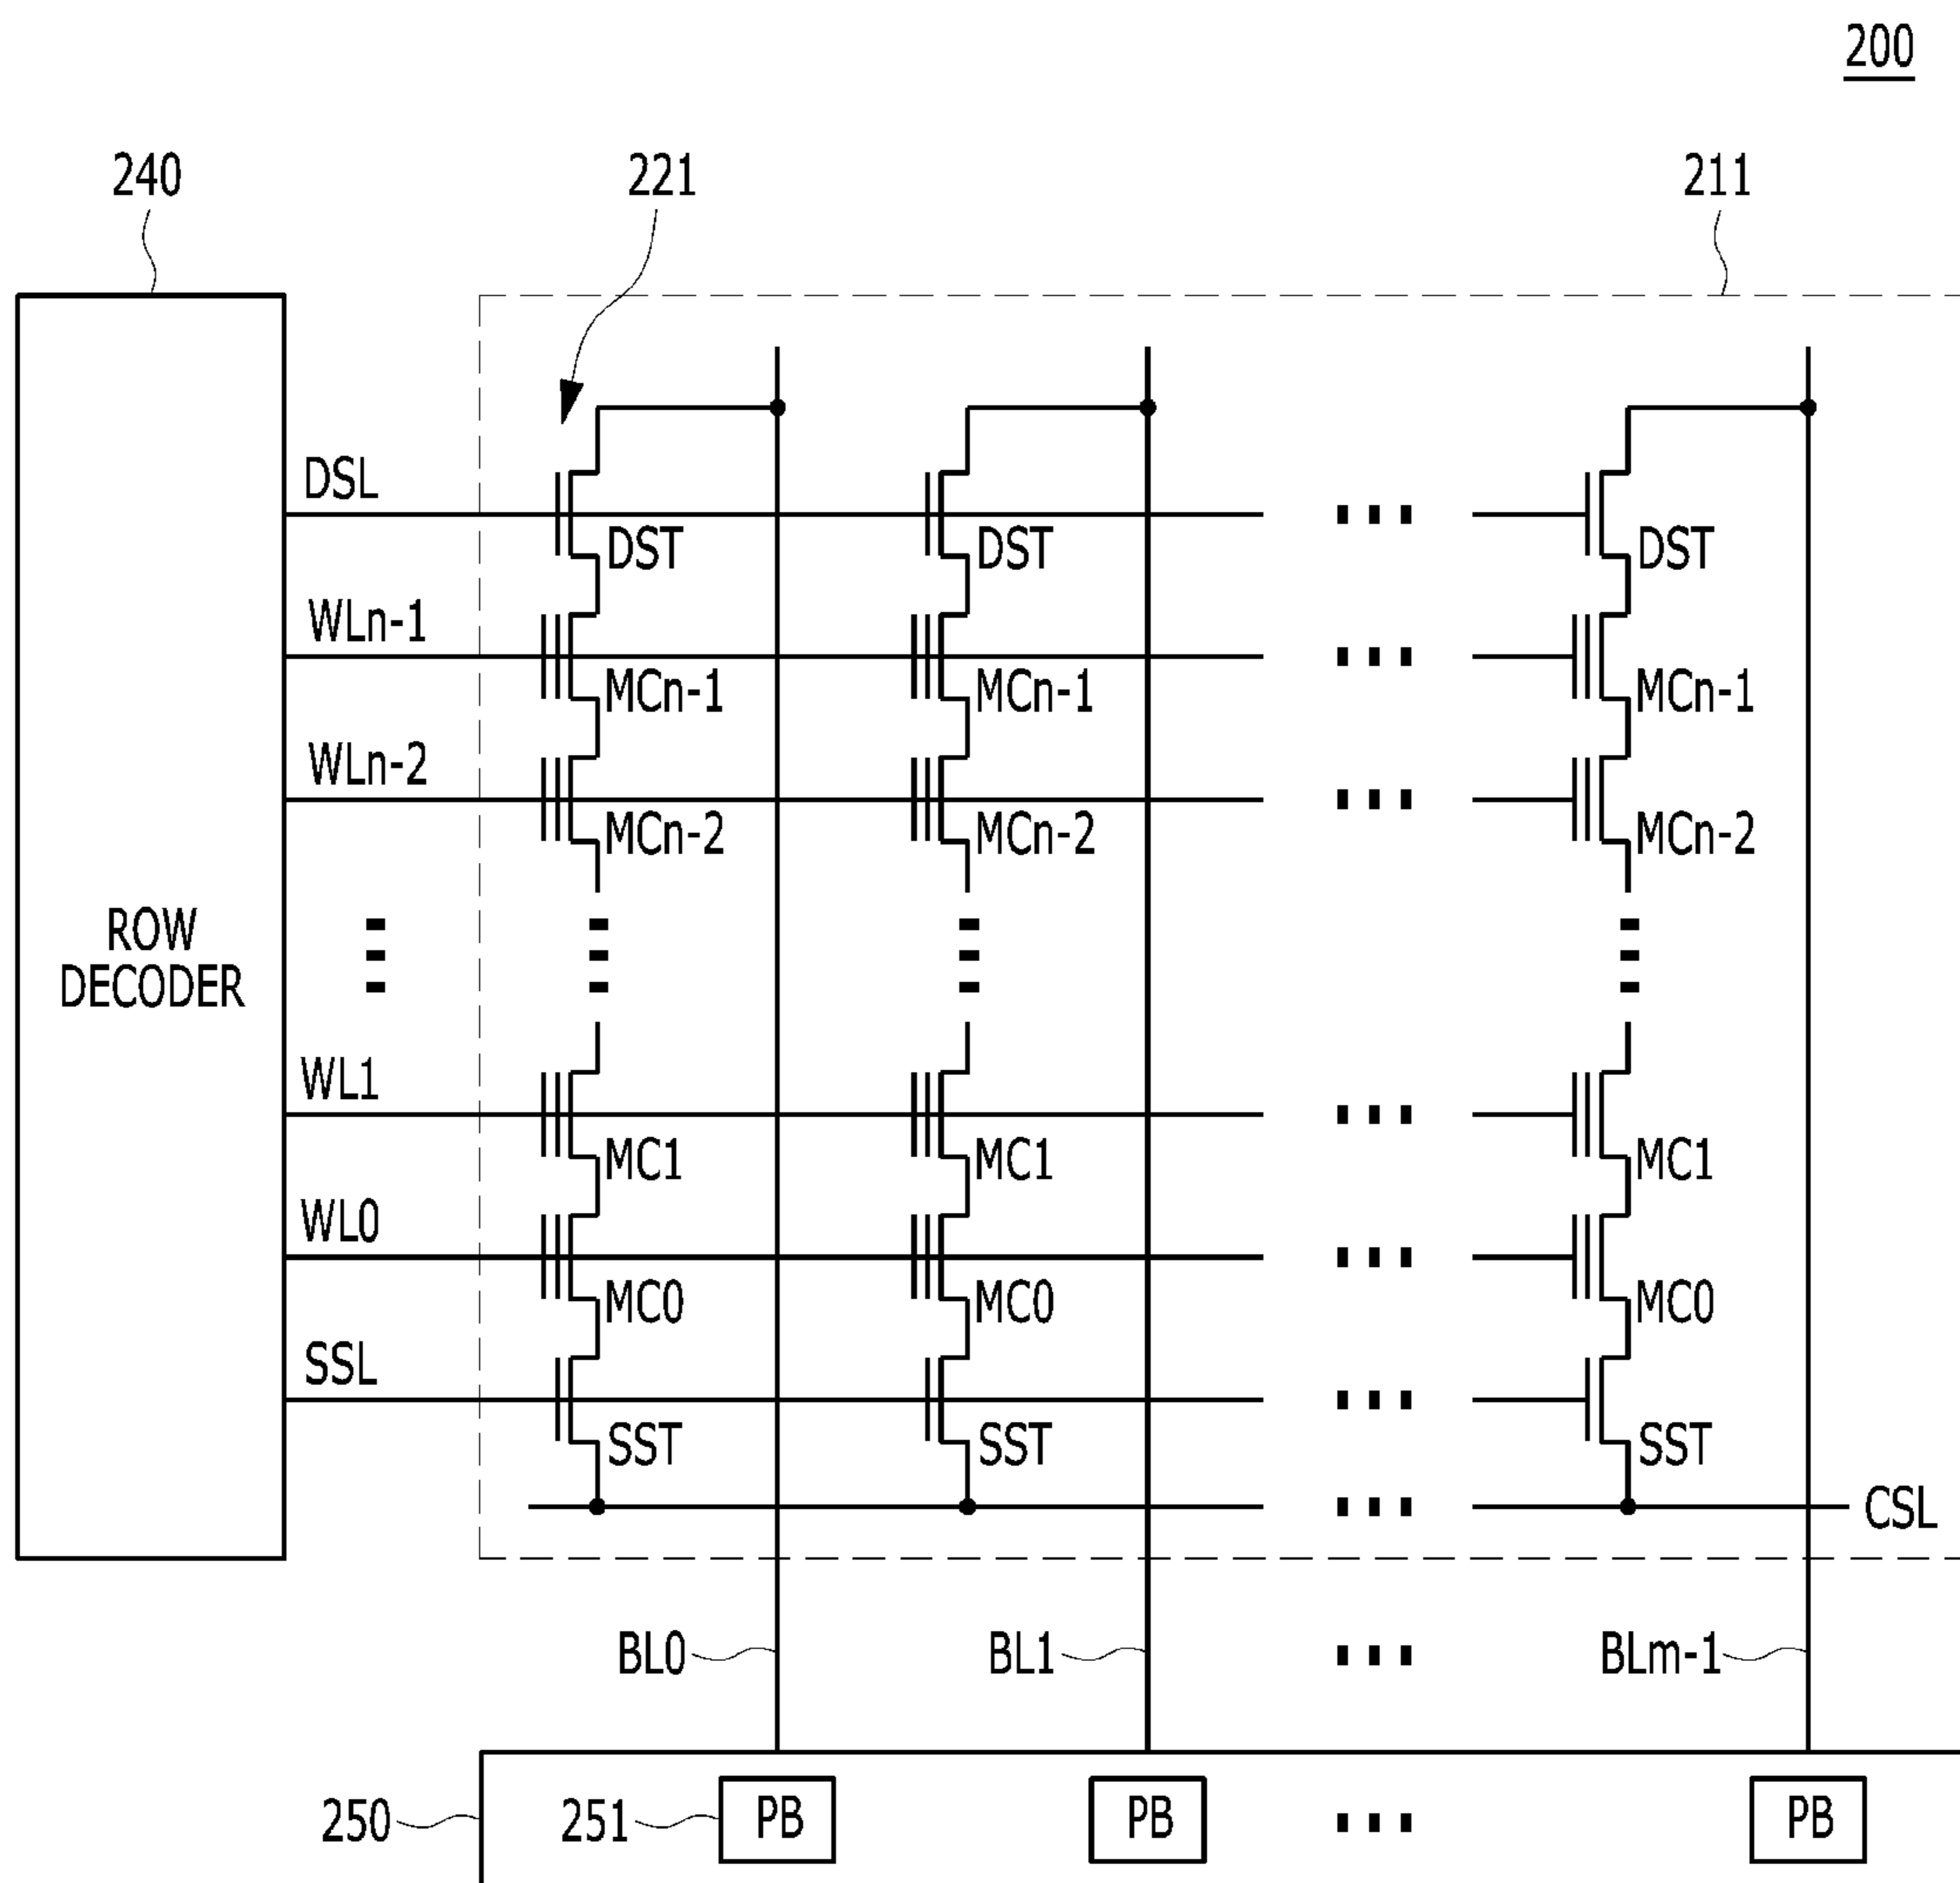 200
240
221
211
DSL
DST DST DST
WLn-1
MCn-1 MCn-1 MCn-1
WLn-2
MCn-2 MCn-2 MCn-2
ROW
DECODER
WL1
MC1 MC1 MC1
WL0
MC0 MC0 MC0
SSL
SST SST SST
CSL
BL0 BL1 BLm-1
250 251 PB PB PB